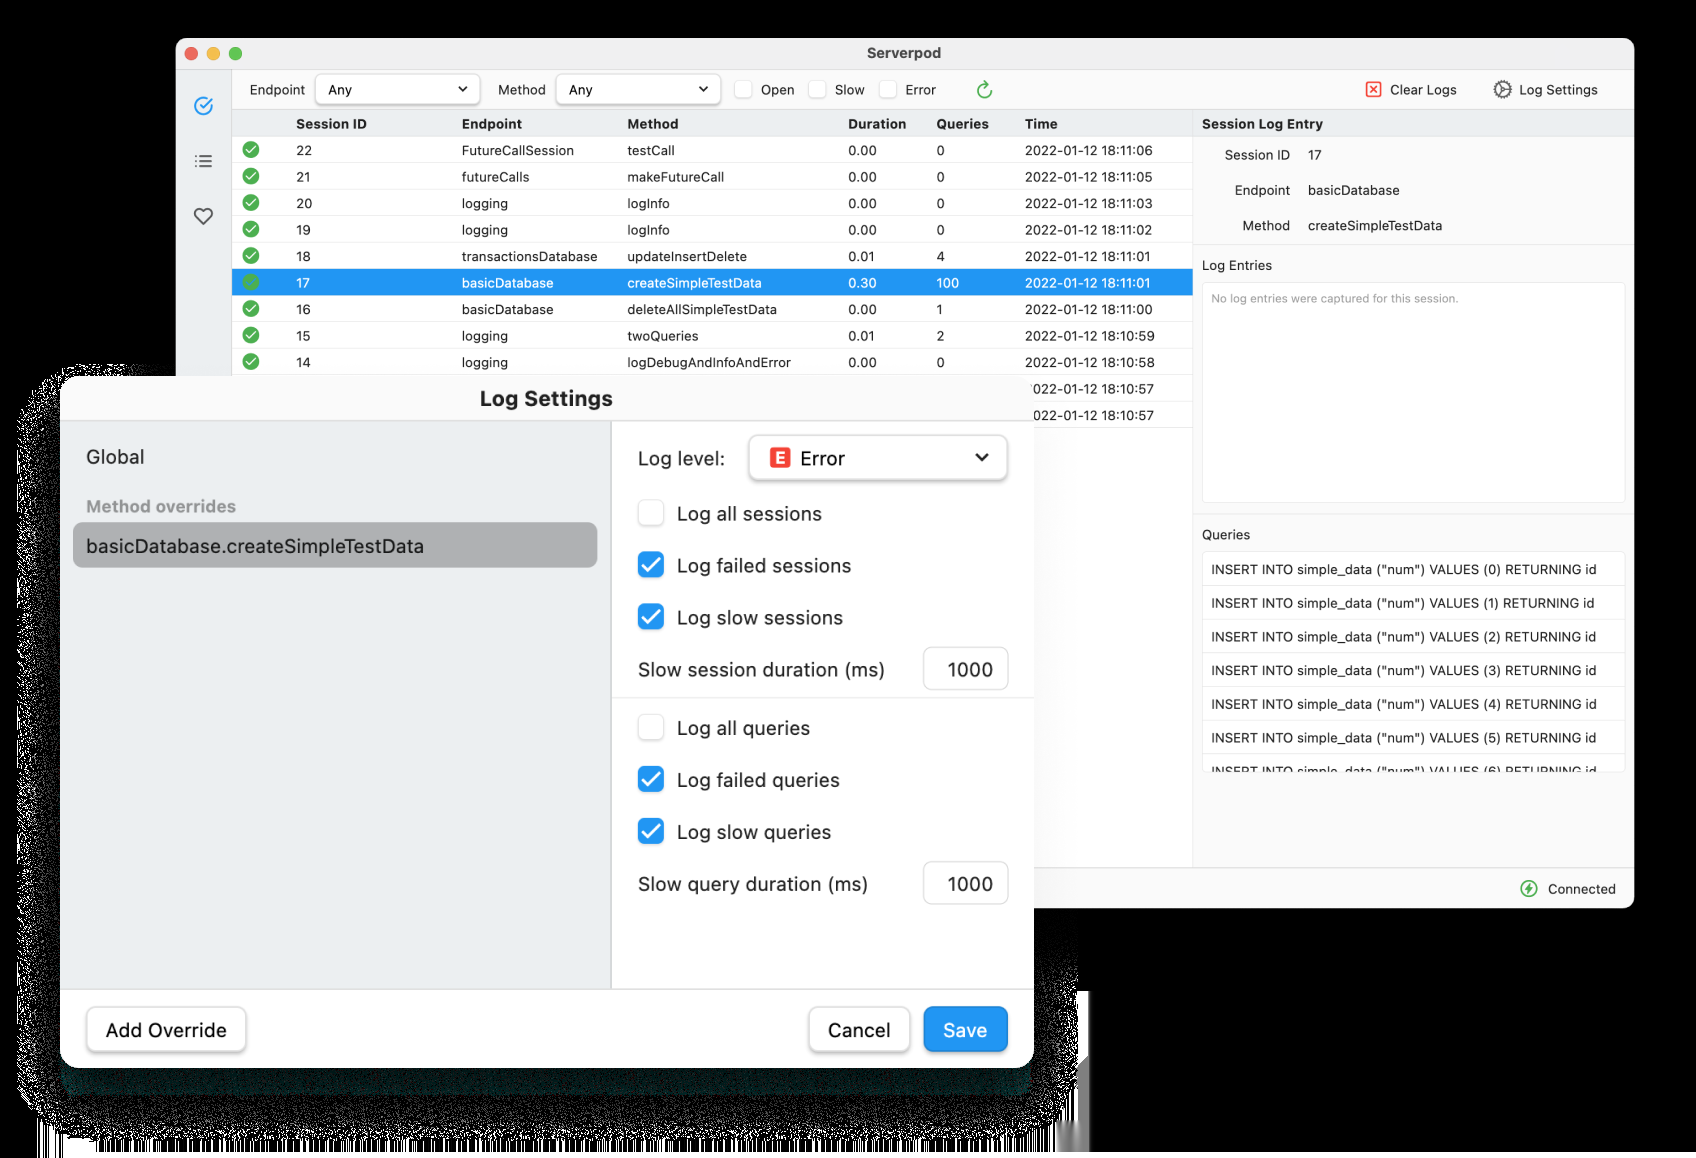 Serverpod
Endpoint Any Method Any Open Slow Error Clear Logs Log Settings
Session ID Endpoint Method Duration Queries Time
22 FutureCallSession testCall 0.00 0 2022-01-12 18:11:06
21 futureCalls makeFutureCall 0.00 0 2022-01-12 18:11:05
20 logging logInfo 0.00 0 2022-01-12 18:11:03
19 logging logInfo 0.00 0 2022-01-12 18:11:02
18 transactionsDatabase updateInsertDelete 0.01 4 2022-01-12 18:11:01
17 basicDatabase createSimpleTestData 0.30 100 2022-01-12 18:11:01
16 basicDatabase deleteAllSimpleTestData 0.00 1 2022-01-12 18:11:00
15 logging twoQueries 0.01 2 2022-01-12 18:10:59
14 logging logDebugAndInfoAndError 0.00 0 2022-01-12 18:10:58
022-01-12 18:10:57
022-01-12 18:10:57
Session Log Entry
Session ID 17
Endpoint basicDatabase
Method createSimpleTestData
Log Entries
No log entries were captured for this session.
Queries
INSERT INTO simple_data ("num") VALUES (0) RETURNING id
INSERT INTO simple_data ("num") VALUES (1) RETURNING id
INSERT INTO simple_data ("num") VALUES (2) RETURNING id
INSERT INTO simple_data ("num") VALUES (3) RETURNING id
INSERT INTO simple_data ("num") VALUES (4) RETURNING id
INSERT INTO simple_data ("num") VALUES (5) RETURNING id
INSERT INTO simple_data ("num") VALUES (6) RETURNING id
Connected
Log Settings
Global
Method overrides
basicDatabase.createSimpleTestData
Log level: E Error
Log all sessions
Log failed sessions
Log slow sessions
Slow session duration (ms) 1000
Log all queries
Log failed queries
Log slow queries
Slow query duration (ms) 1000
Add Override Cancel Save